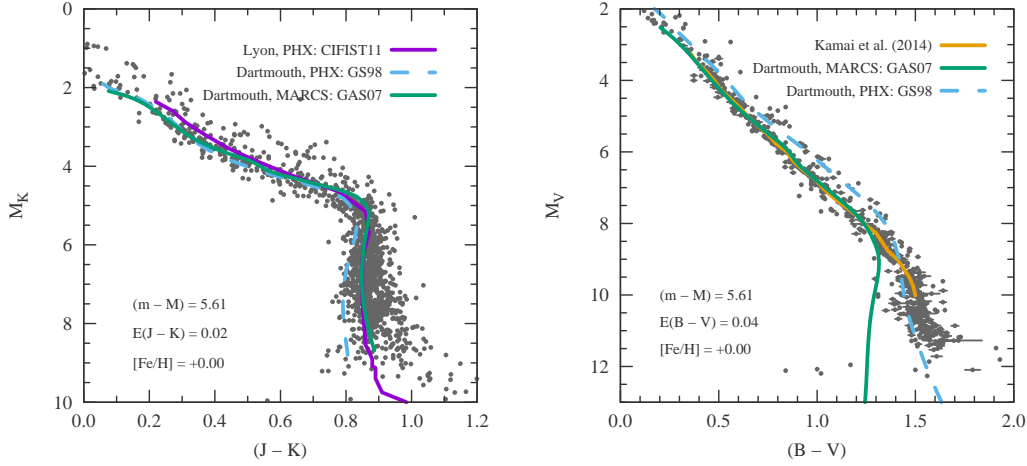 Lyon, PHX: CIFIST11
Dartmouth, PHX: GS98
Dartmouth, MARCS: GAS07
(m – M) = 5.61
E(J – K) = 0.02
[Fe/H] = +0.00
M_K
0
2
4
6
8
10
0.0 0.2 0.4 0.6 0.8 1.0 1.2
(J – K)
Kamai et al. (2014)
Dartmouth, MARCS: GAS07
Dartmouth, PHX: GS98
(m – M) = 5.61
E(B – V) = 0.04
[Fe/H] = +0.00
M_V
2
4
6
8
10
12
0.0 0.5 1.0 1.5 2.0
(B – V)